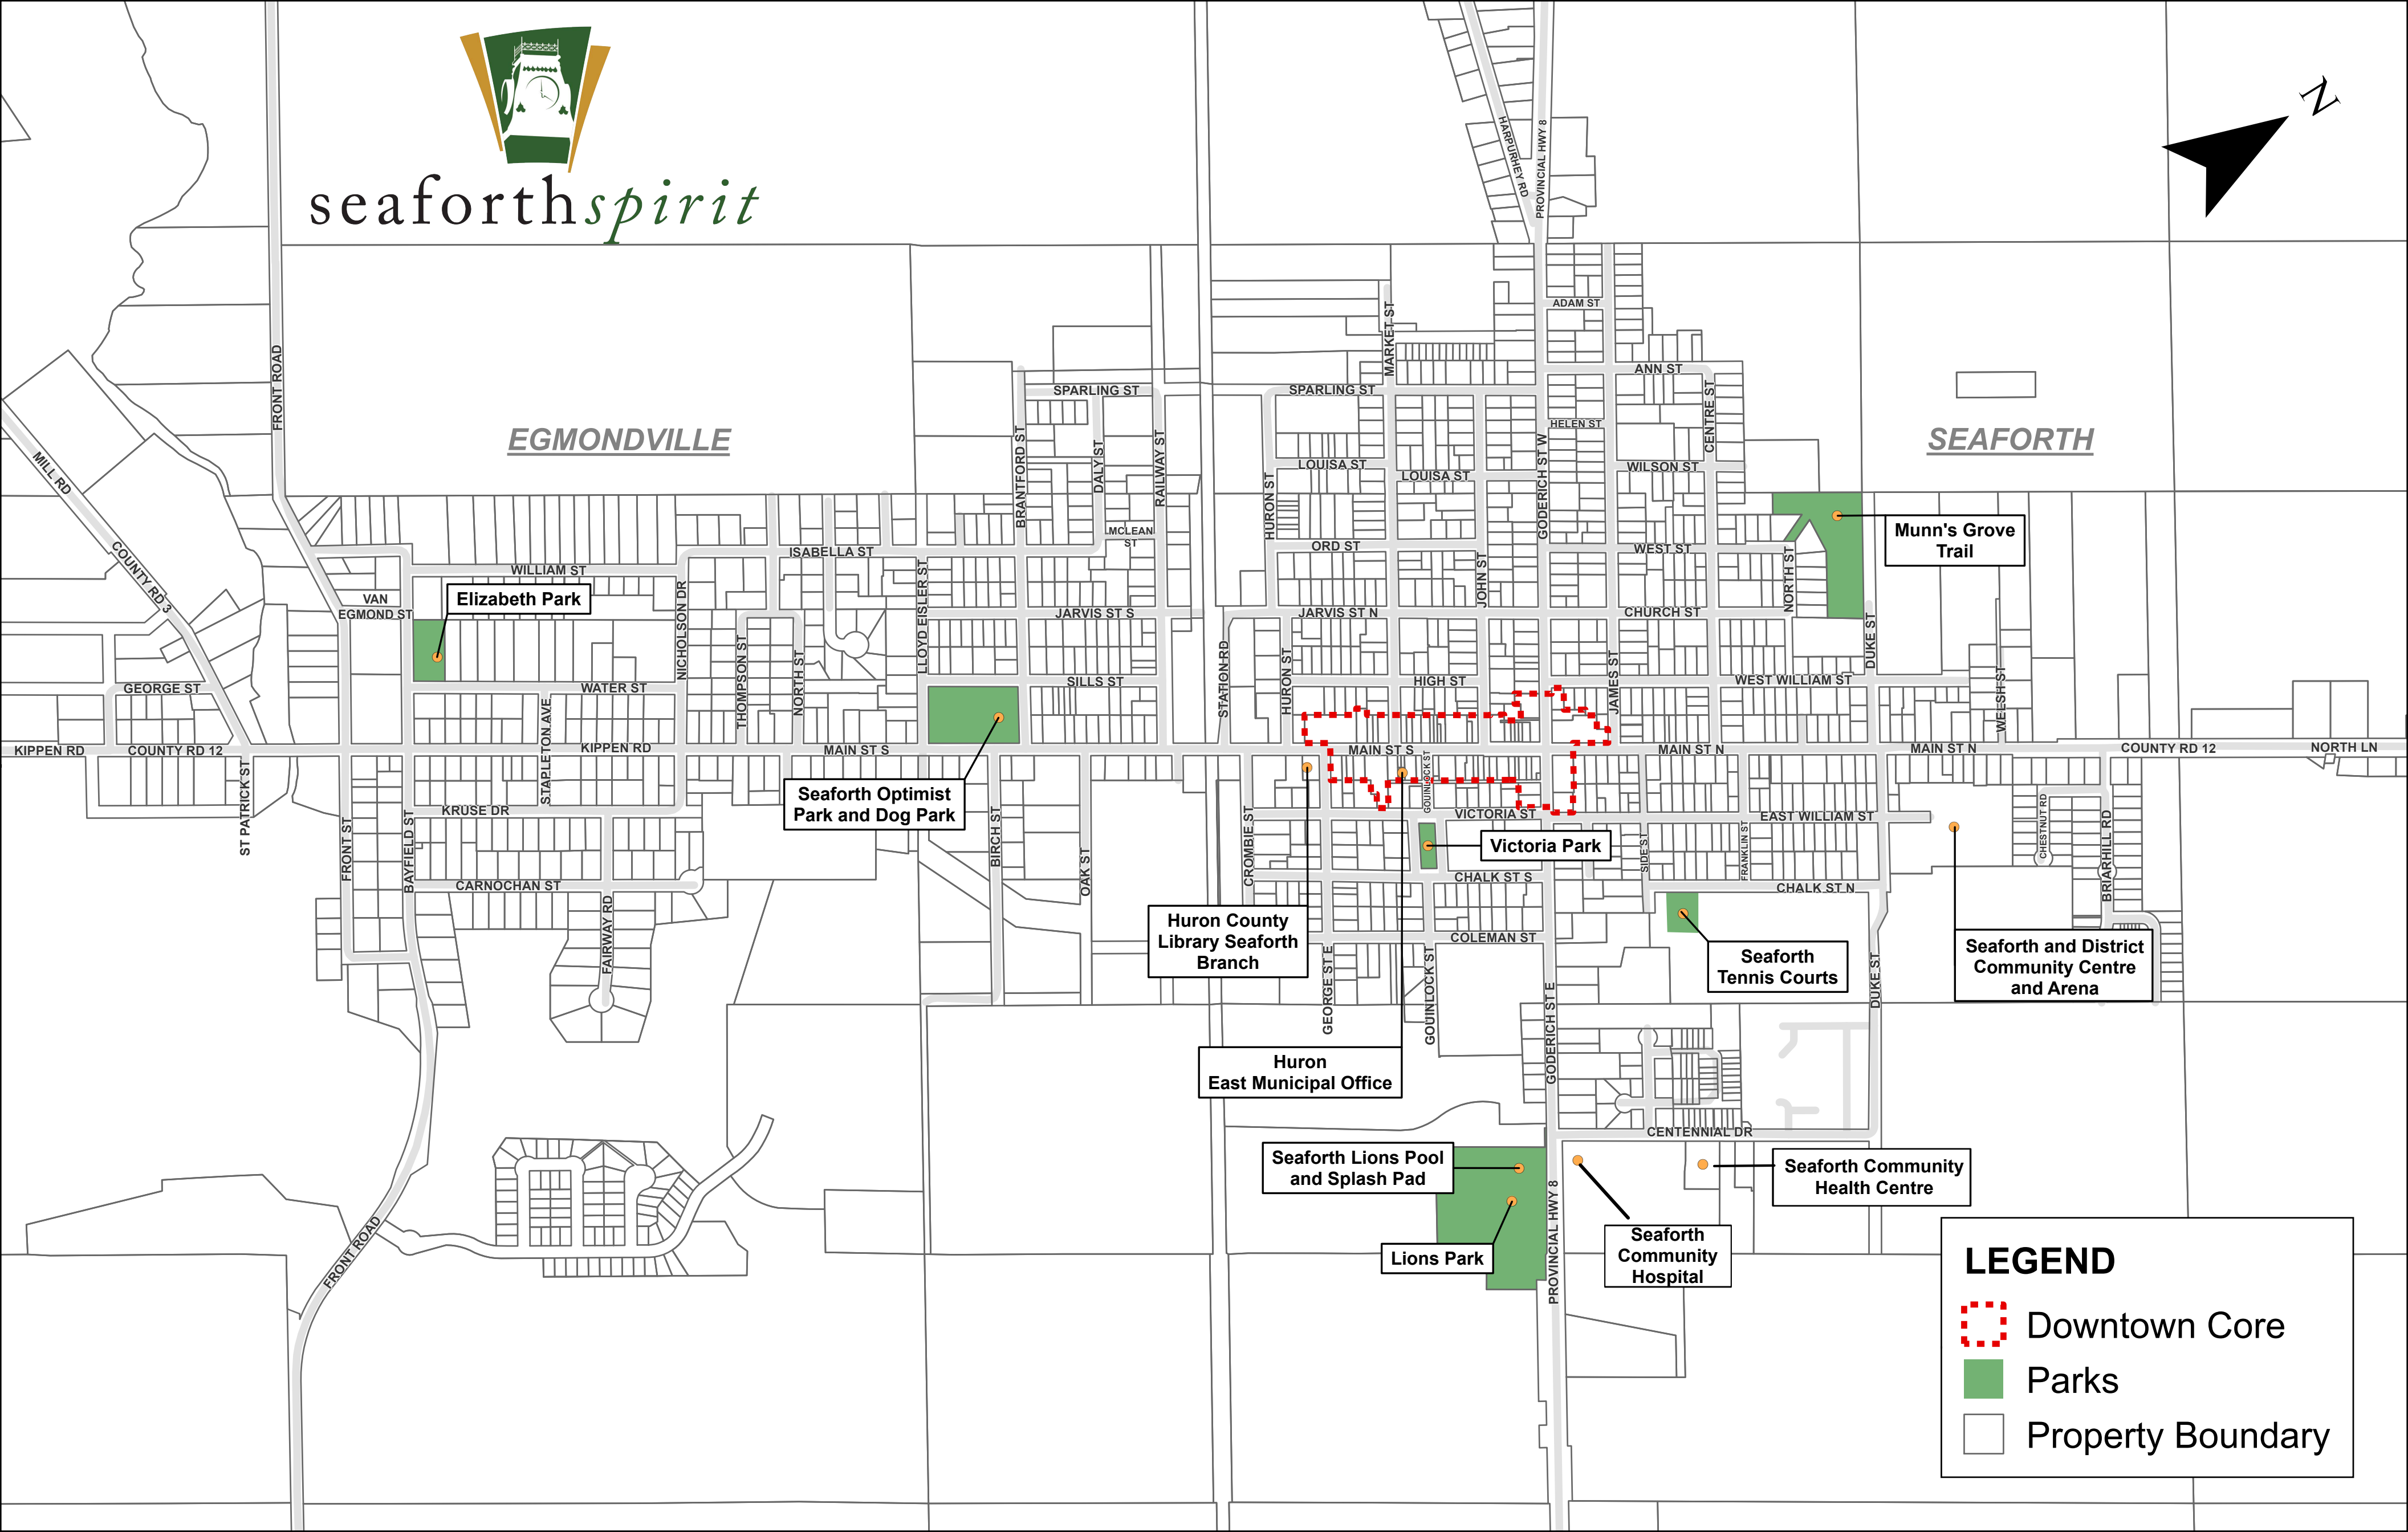 seaforthspirit
N
HARPURHEY RD
PROVINCIAL HWY 8
ADAM ST
MARKET ST
FRONT ROAD
ANN ST
SPARLING ST
SPARLING ST
CENTRE ST
EGMONDVILLE
SEAFORTH
HELEN ST
BRANTFORD ST
DALY ST
RAILWAY ST
GODERICH ST W
LOUISA ST
LOUISA ST
WILSON ST
MILL RD
HURON ST
MCLEAN
ST
Munn's Grove
Trail
ISABELLA ST
ORD ST
WEST ST
COUNTY RD 3
WILLIAM ST
JOHN ST
NORTH ST
Elizabeth Park
VAN
EGMOND ST
NICHOLSON DR
LLOYD EISLER ST
JARVIS ST S
JARVIS ST N
CHURCH ST
DUKE ST
THOMPSON ST
NORTH ST
STATION RD
HURON ST
JAMES ST
GEORGE ST
WATER ST
SILLS ST
HIGH ST
WEST WILLIAM ST
WELSH ST
STAPLETON AVE
KIPPEN RD
COUNTY RD 12
KIPPEN RD
MAIN ST S
MAIN ST S
MAIN ST N
MAIN ST N
COUNTY RD 12
NORTH LN
GOUINLOCK ST
ST PATRICK ST
Seaforth Optimist
Park and Dog Park
KRUSE DR
VICTORIA ST
EAST WILLIAM ST
CHESTNUT RD
FRONT ST
BAYFIELD ST
BIRCH ST
OAK ST
CROMBIE ST
Victoria Park
SIDE ST
FRANKLIN ST
BRIARHILL RD
CARNOCHAN ST
CHALK ST S
CHALK ST N
FAIRWAY RD
Huron County
Library Seaforth
Branch
COLEMAN ST
Seaforth
Tennis Courts
Seaforth and District
Community Centre
and Arena
GEORGE ST E
GOUINLOCK ST
GODERICH ST E
DUKE ST
Huron
East Municipal Office
CENTENNIAL DR
Seaforth Lions Pool
and Splash Pad
Seaforth Community
Health Centre
PROVINCIAL HWY 8
FRONT ROAD
Lions Park
Seaforth
Community
Hospital
LEGEND
Downtown Core
Parks
Property Boundary